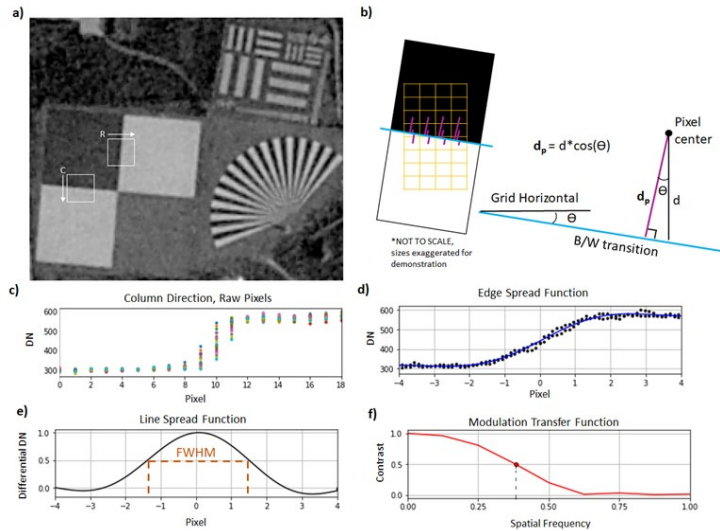 a)
R
C
b)
d_p = d*cos(Θ)
Pixel
center
d_p
Θ
d
Grid Horizontal
Θ
B/W transition
*NOT TO SCALE,
sizes exaggerated for
demonstration
c)
Column Direction, Raw Pixels
DN
600
500
400
300
0 2 4 6 8 10 12 14 16 18
Pixel
d)
Edge Spread Function
DN
600
500
400
300
-4 -3 -2 -1 0 1 2 3 4
Pixel
e)
Line Spread Function
Differential DN
1.0
0.5
0.0
FWHM
-4 -3 -2 -1 0 1 2 3 4
Pixel
f)
Modulation Transfer Function
Contrast
1.0
0.5
0.0
0.00 0.25 0.50 0.75 1.00
Spatial Frequency